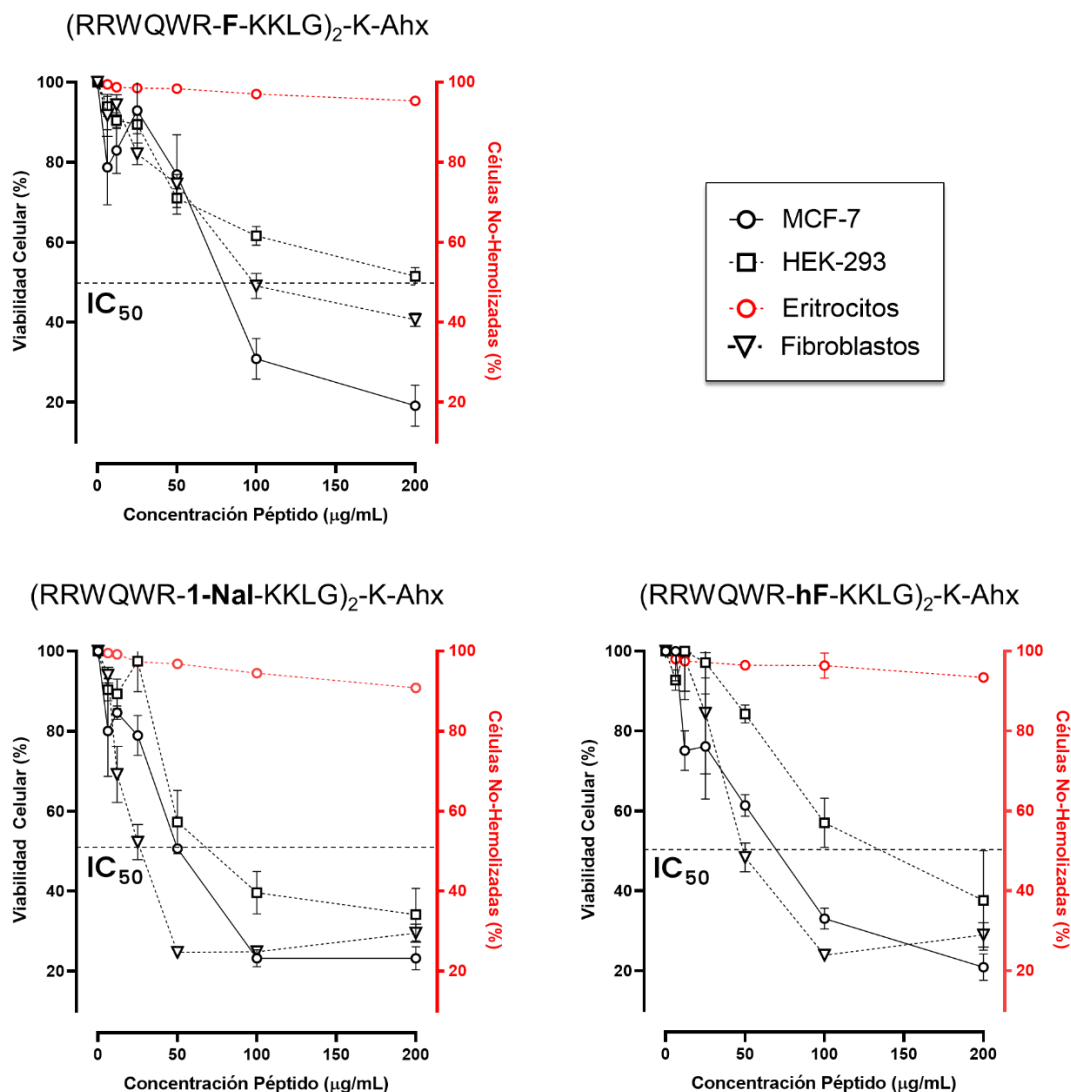 (RRWQWR-F-KKLG)2-K-Ahx
100
80
60
40
20
Viabilidad Celular (%)
IC50
100
80
60
40
20
Células No-Hemolizadas (%)
0 50 100 150 200
Concentración Péptido (µg/mL)
MCF-7
HEK-293
Eritrocitos
Fibroblastos
(RRWQWR-1-Nal-KKLG)2-K-Ahx
100
80
60
40
20
Viabilidad Celular (%)
IC50
100
80
60
40
20
Células No-Hemolizadas (%)
0 50 100 150 200
Concentración Péptido (µg/mL)
(RRWQWR-hF-KKLG)2-K-Ahx
100
80
60
40
20
Viabilidad Celular (%)
IC50
100
80
60
40
20
Células No-Hemolizadas (%)
0 50 100 150 200
Concentración Péptido (µg/mL)